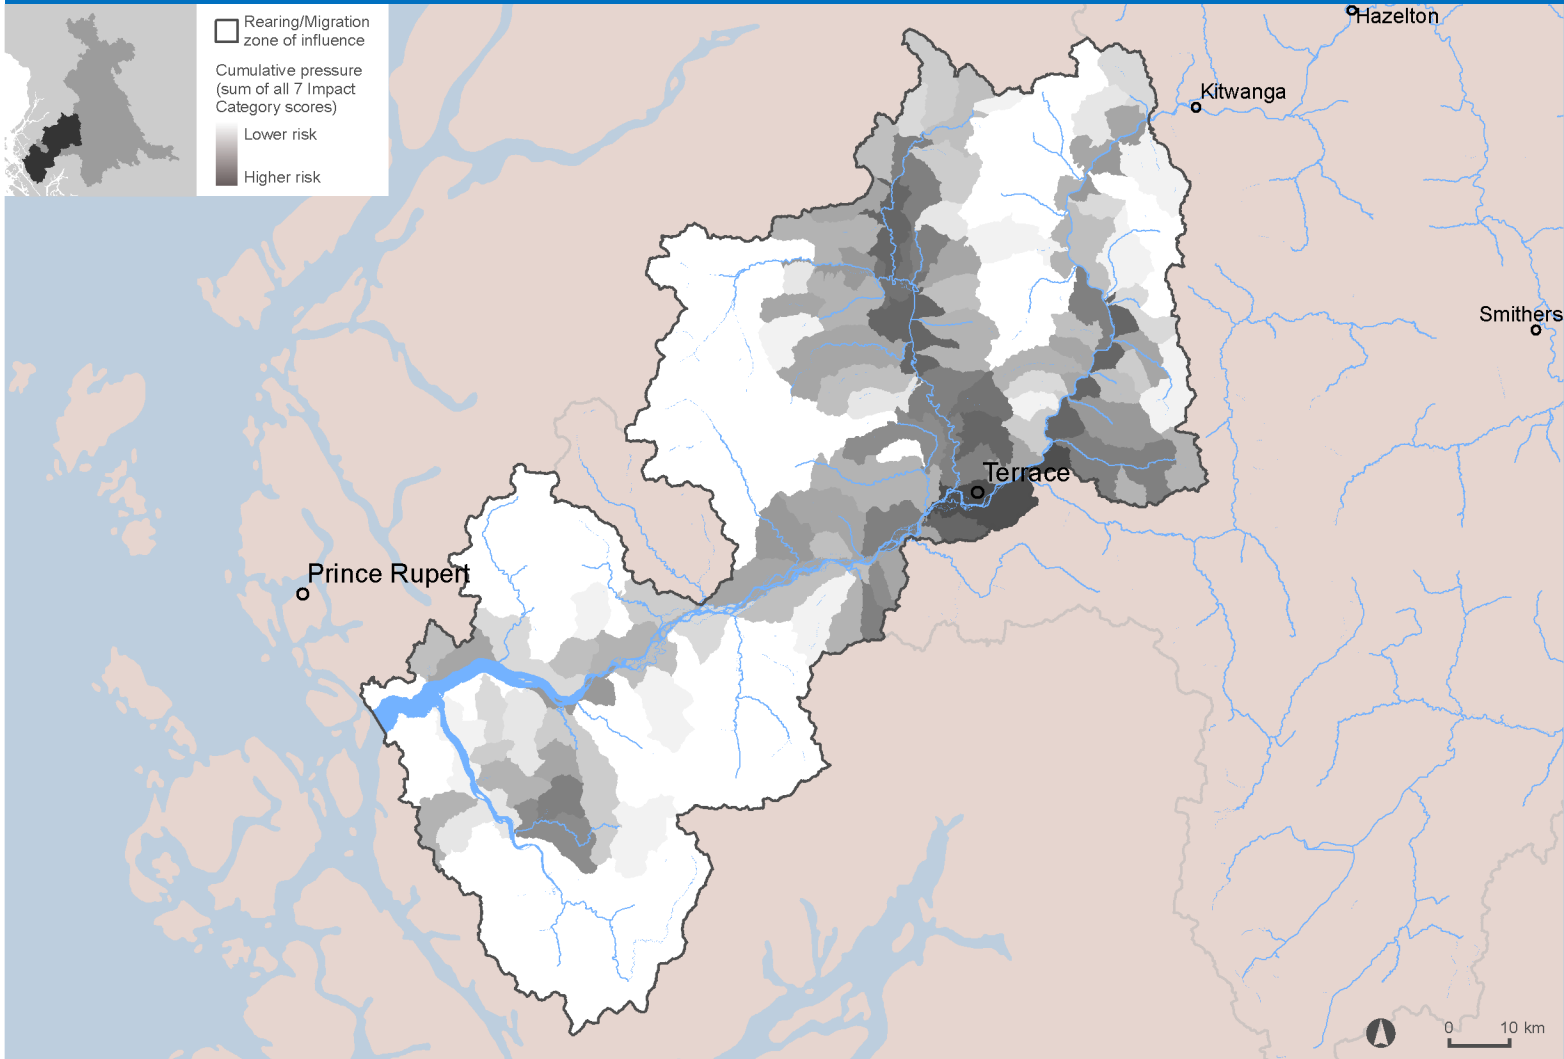 Rearing/Migration
zone of influence
Cumulative pressure
(sum of all 7 Impact
Category scores)
Lower risk
Higher risk
Hazelton
Kitwanga
Smithers
Terrace
Prince Rupert
0 10 km